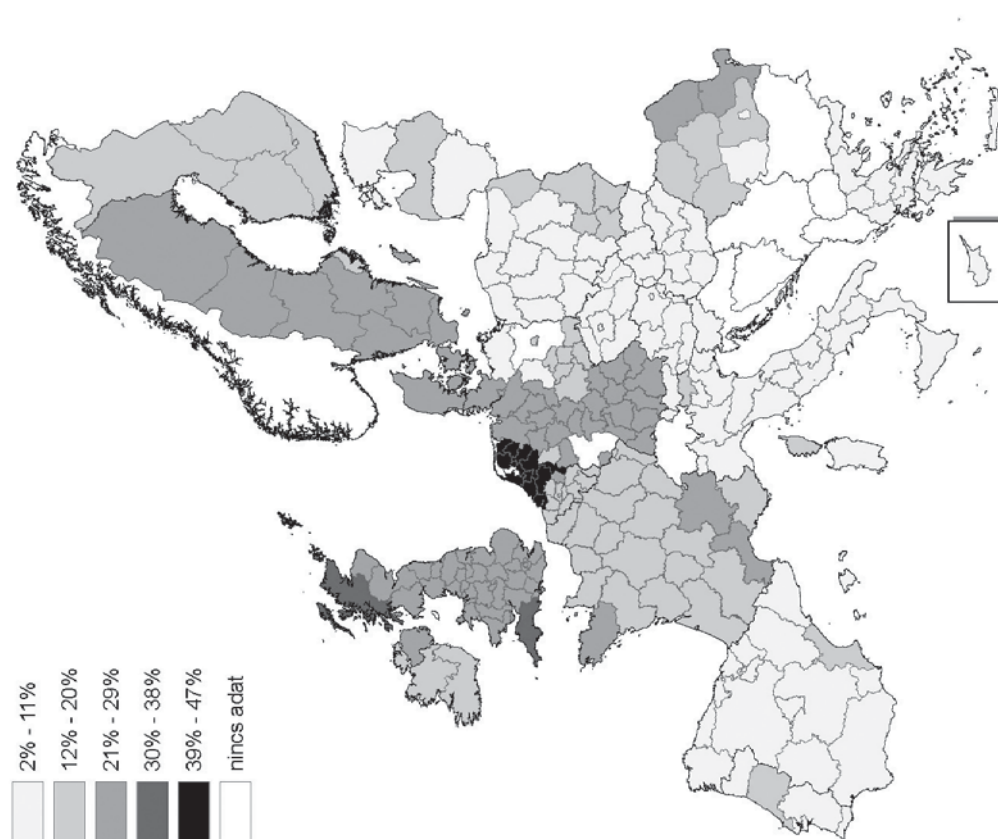 2% - 11%
12% - 20%
21% - 29%
30% - 38%
39% - 47%
nincs adat